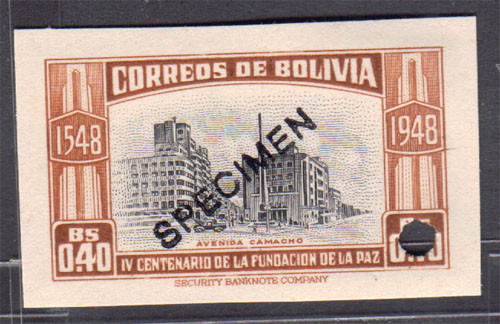 CORREOS DE BOLIVIA
1548
1948
SPECIMEN
AVENIDA CAMACHO
BS
0.40
IV CENTENARIO DE LA FUNDACION DE LA PAZ
SECURITY BANKNOTE COMPANY